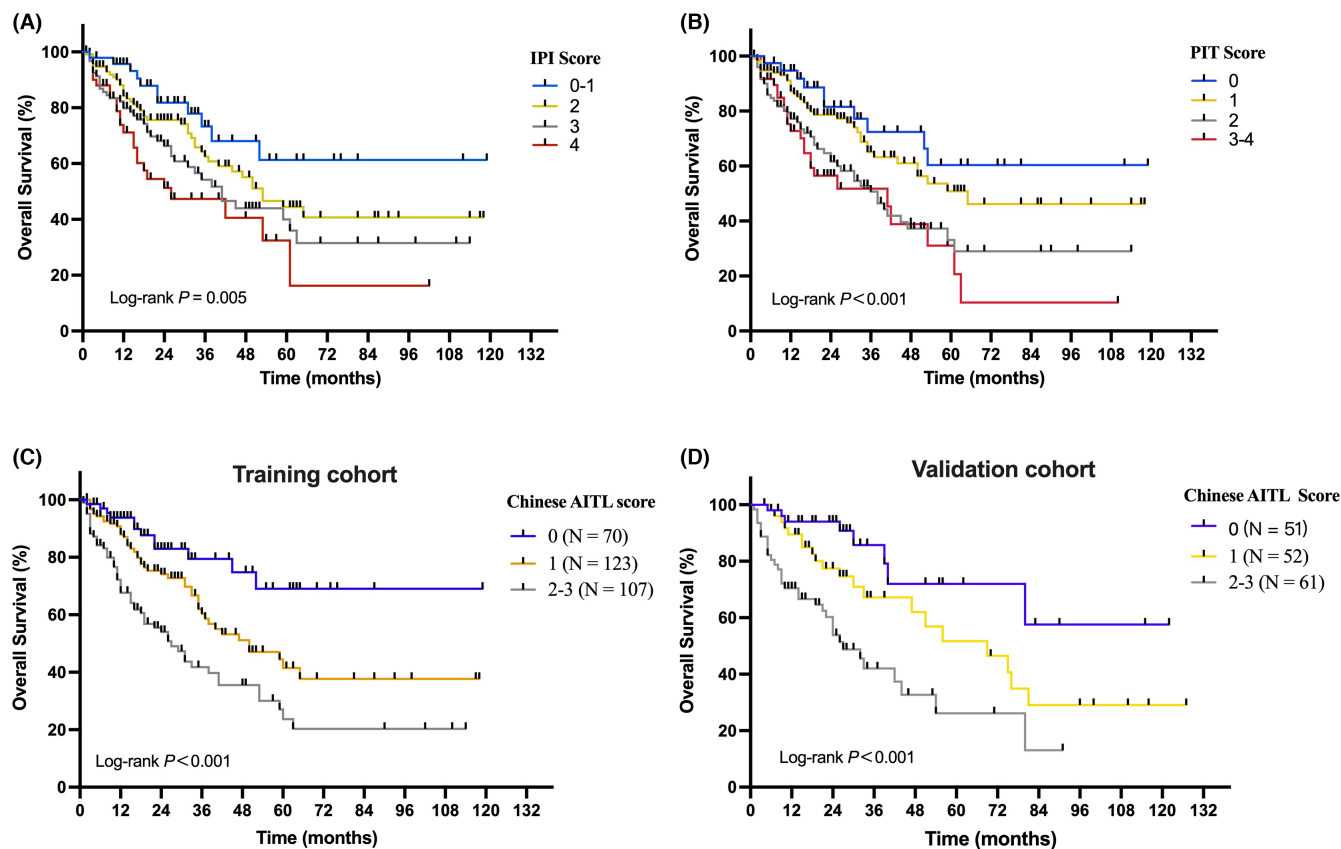 (A)
Overall Survival (%)
100
80
60
40
20
0
IPI Score
0-1
2
3
4
Log-rank P = 0.005
0 12 24 36 48 60 72 84 96 108 120 132
Time (months)
(B)
Overall Survival (%)
100
80
60
40
20
0
PIT Score
0
1
2
3-4
Log-rank P < 0.001
0 12 24 36 48 60 72 84 96 108 120 132
Time (months)
(C)
Training cohort
Overall Survival (%)
100
80
60
40
20
0
Chinese AITL score
0 (N = 70)
1 (N = 123)
2-3 (N = 107)
Log-rank P < 0.001
0 12 24 36 48 60 72 84 96 108 120 132
Time (months)
(D)
Validation cohort
Overall Survival (%)
100
80
60
40
20
0
Chinese AITL Score
0 (N = 51)
1 (N = 52)
2-3 (N = 61)
Log-rank P < 0.001
0 12 24 36 48 60 72 84 96 108 120 132
Time (months)